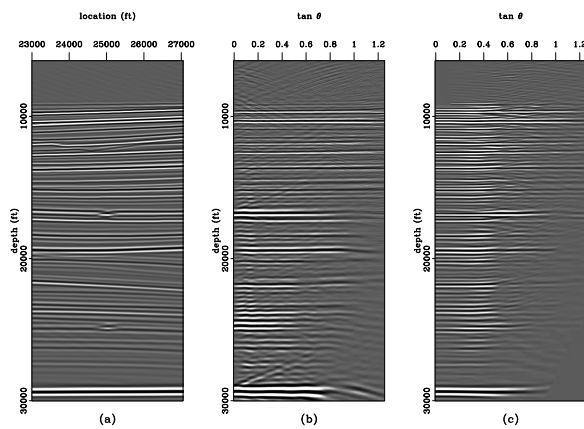 location (ft)
23000 24000 25000 26000 27000
10000
20000
30000
depth (ft)
(a)
tan θ
0 0.2 0.4 0.6 0.8 1 1.2
10000
20000
30000
depth (ft)
(b)
tan θ
0 0.2 0.4 0.6 0.8 1 1.2
10000
20000
30000
depth (ft)
(c)